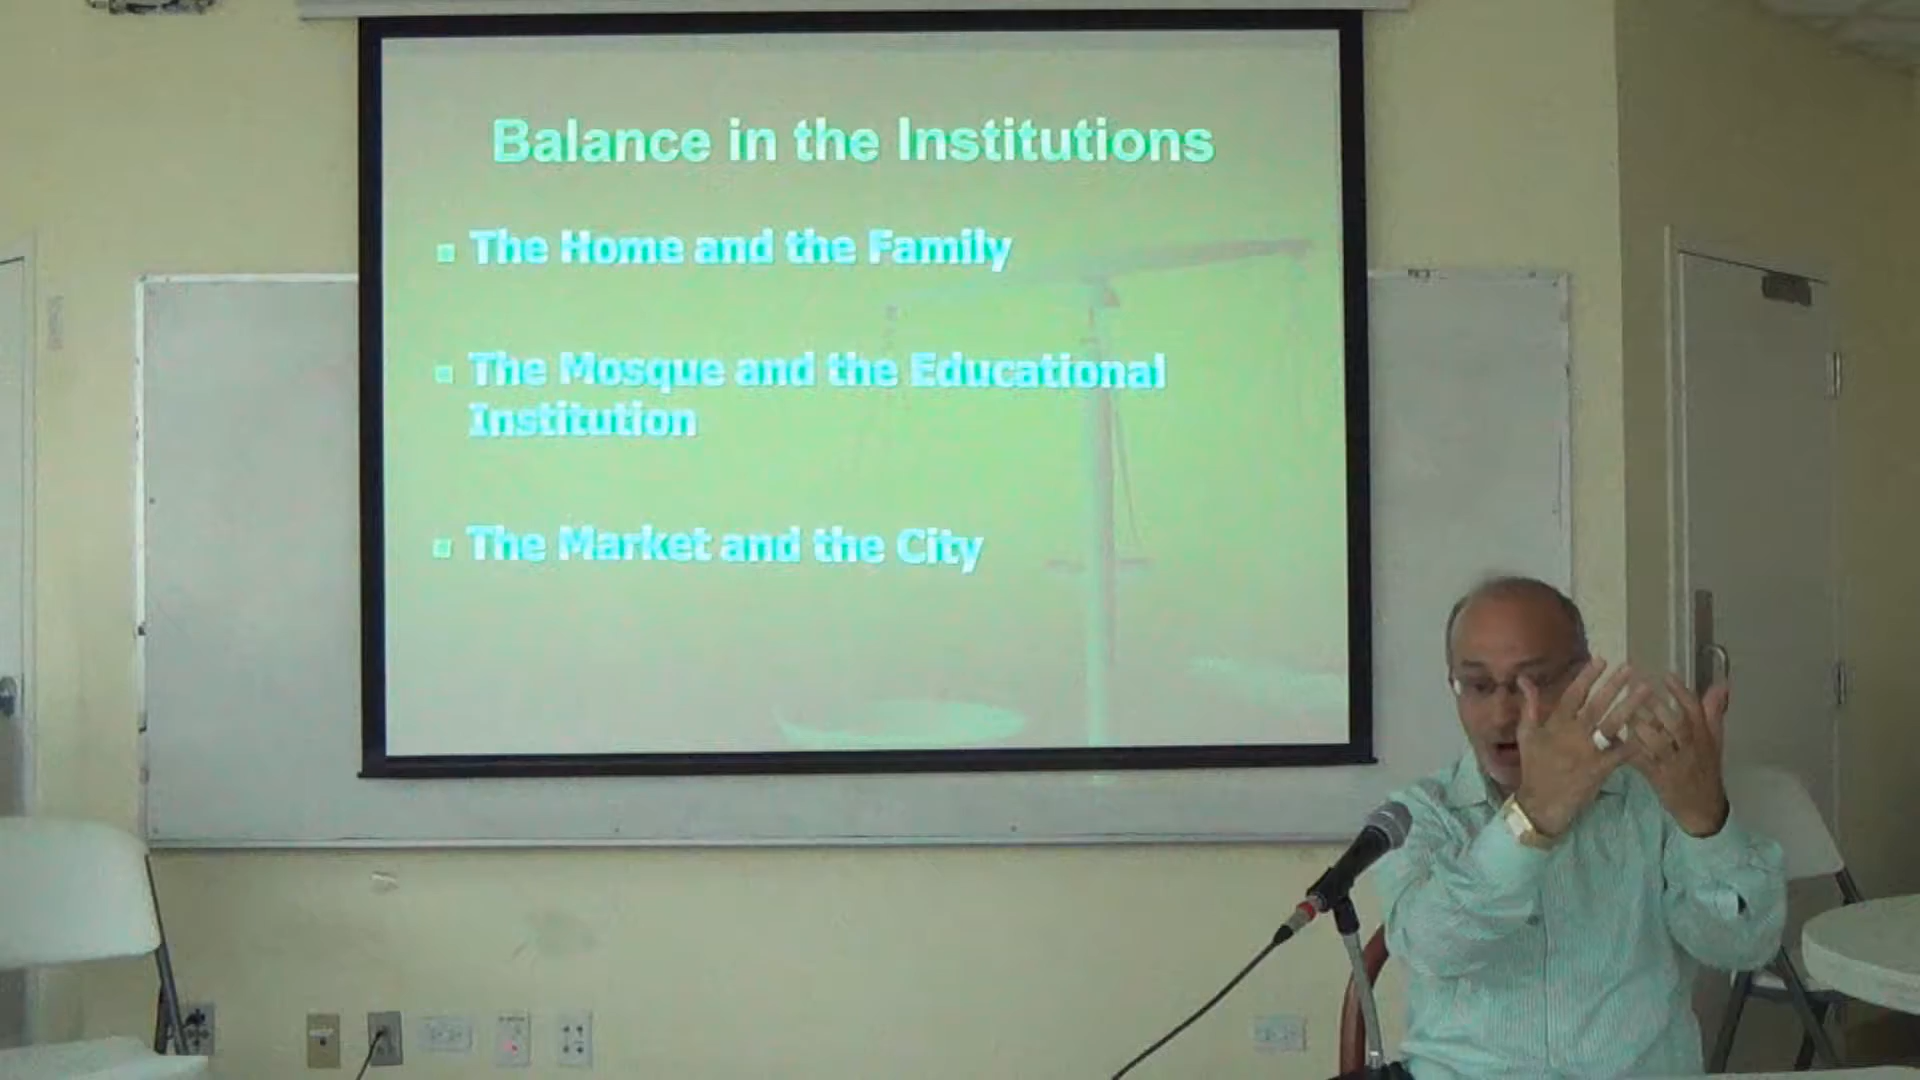 Balance in the Institutions
The Home and the Family
The Mosque and the Educational
Institution
The Market and the City